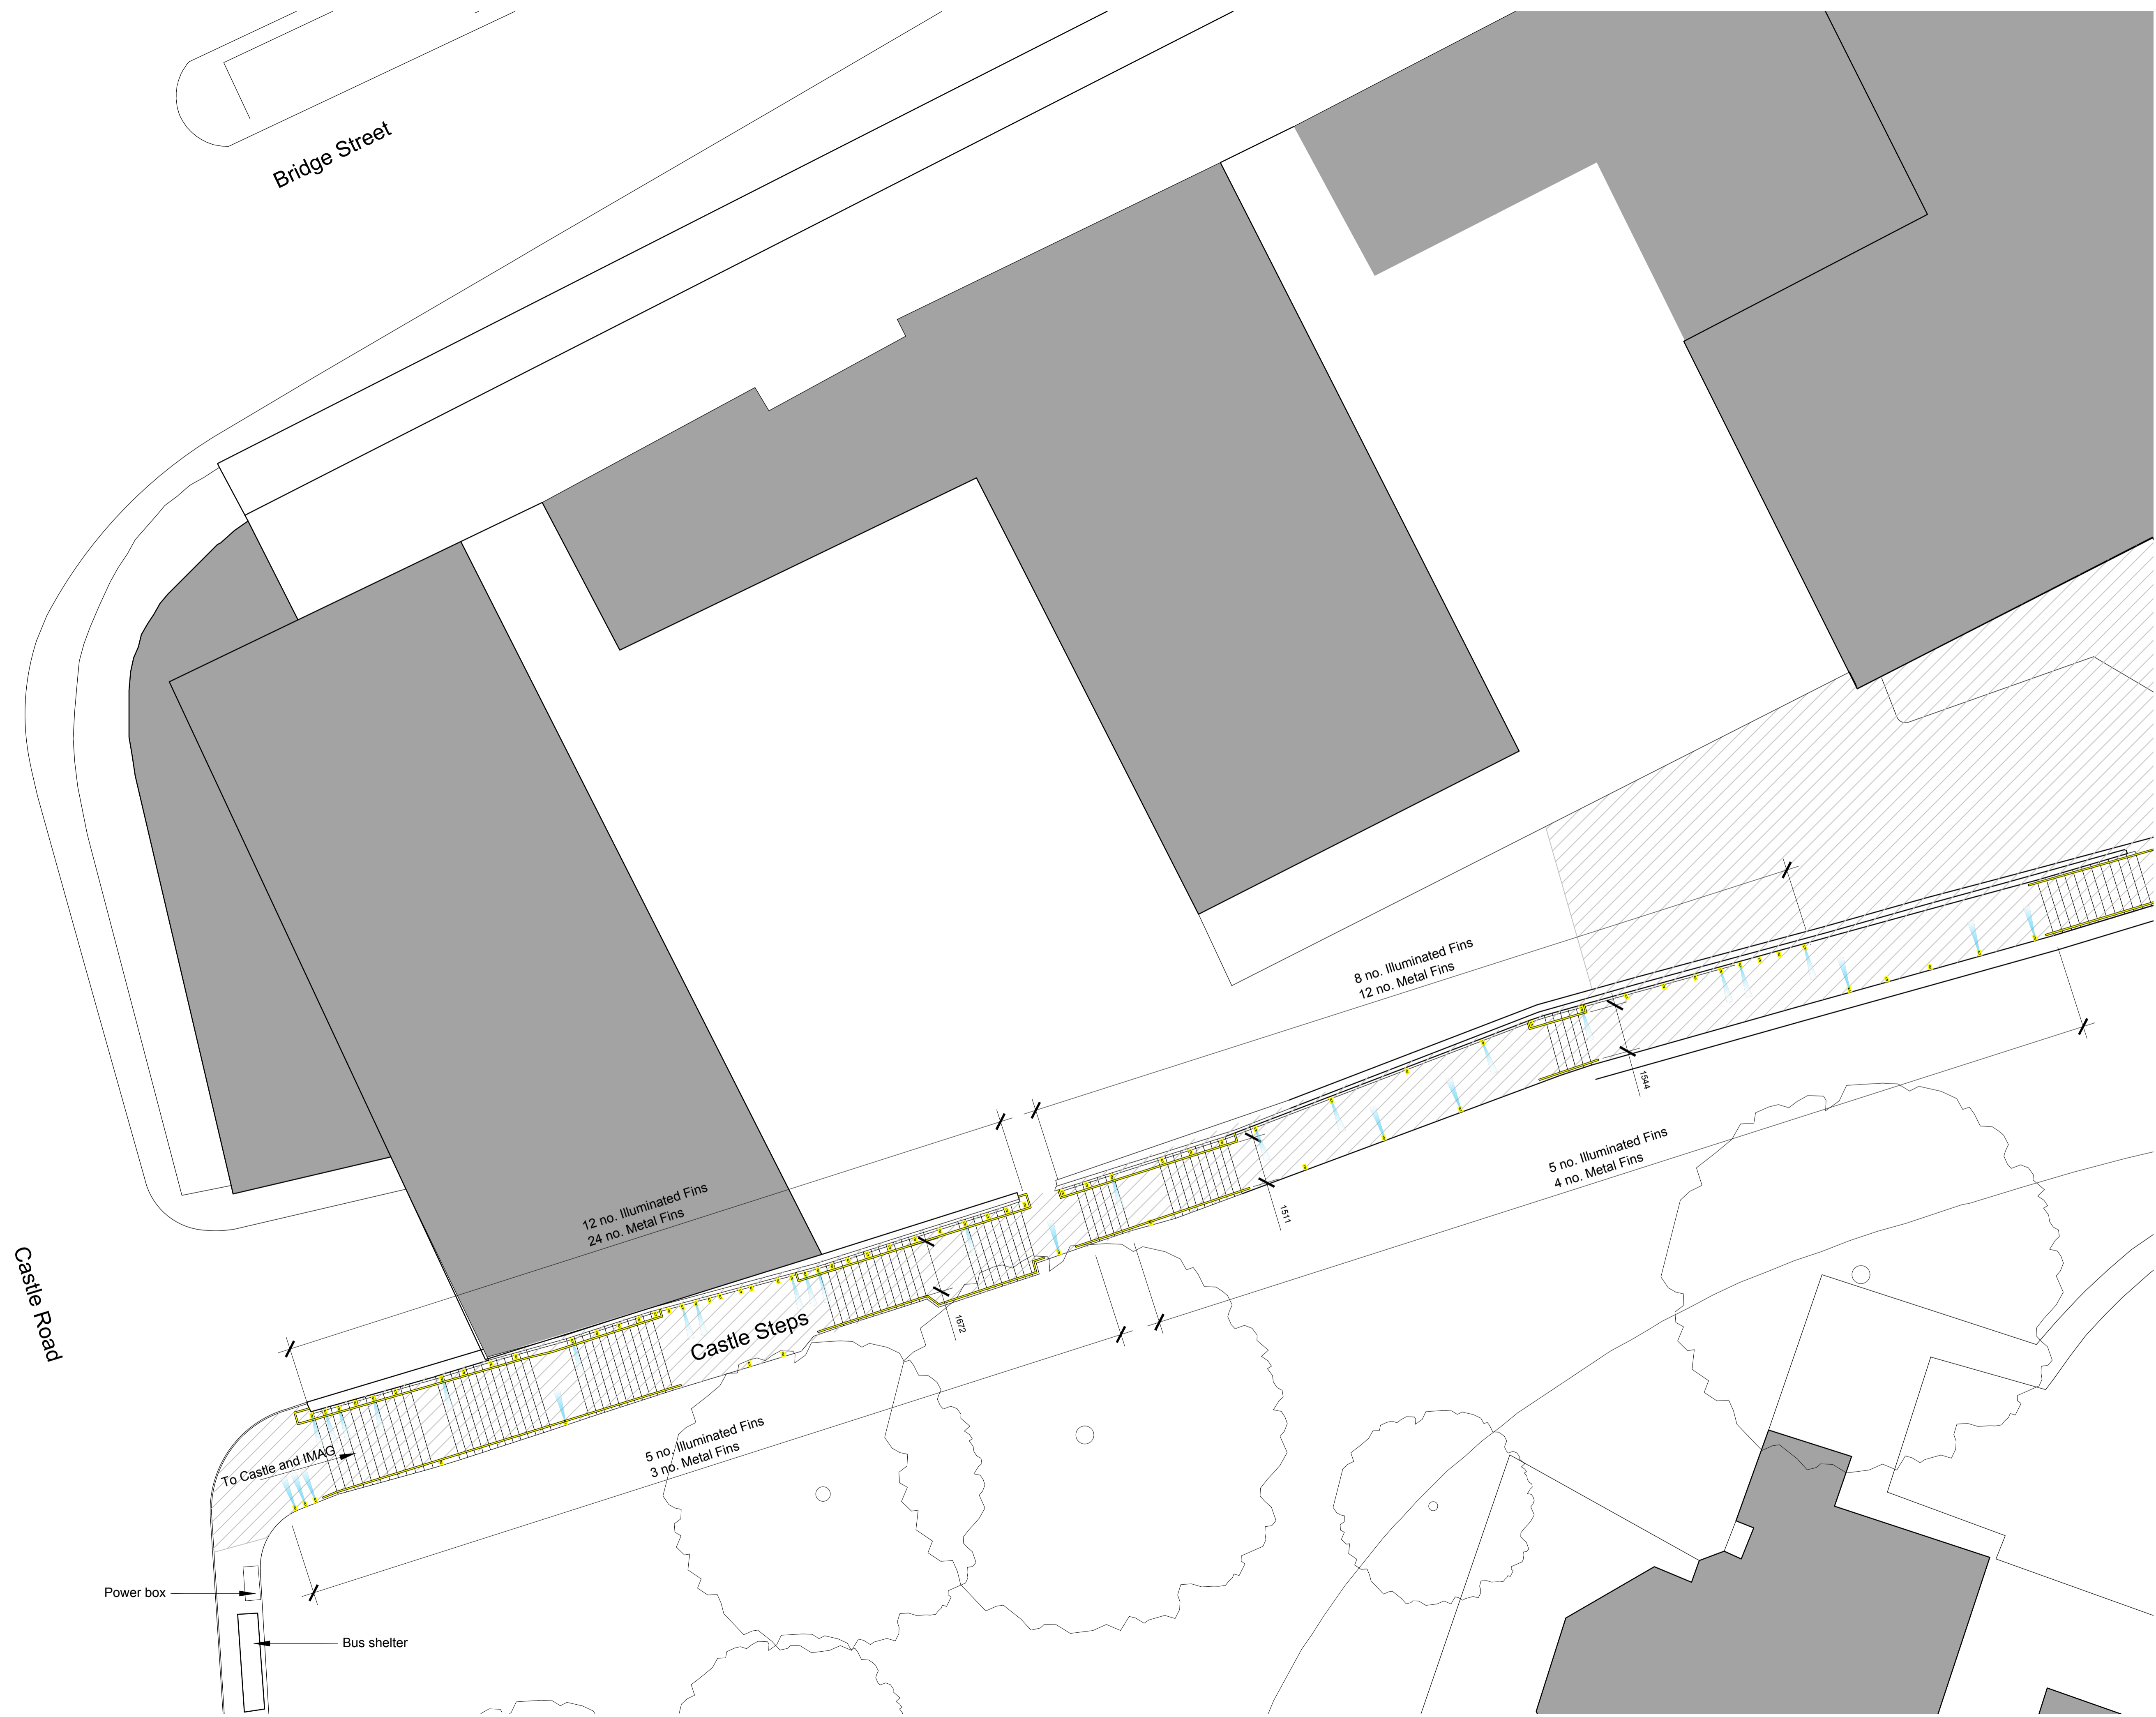 Bridge Street
8 no. Illuminated Fins
12 no. Metal Fins
1544
5 no. Illuminated Fins
4 no. Metal Fins
12 no. Illuminated Fins
24 no. Metal Fins
1511
Castle Road
Castle Steps
1672
5 no. Illuminated Fins
3 no. Metal Fins
To Castle and IMAG
Power box
Bus shelter